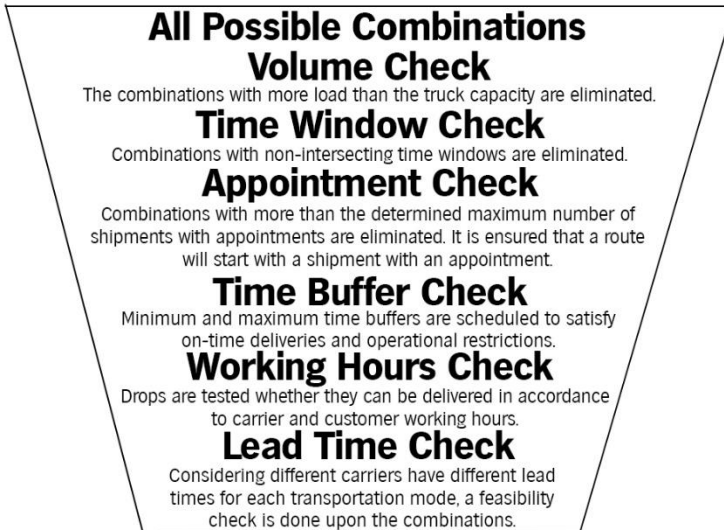 All Possible Combinations
Volume Check
The combinations with more load than the truck capacity are eliminated.
Time Window Check
Combinations with non-intersecting time windows are eliminated.
Appointment Check
Combinations with more than the determined maximum number of
shipments with appointments are eliminated. It is ensured that a route
will start with a shipment with an appointment.
Time Buffer Check
Minimum and maximum time buffers are scheduled to satisfy
on-time deliveries and operational restrictions.
Working Hours Check
Drops are tested whether they can be delivered in accordance
to carrier and customer working hours.
Lead Time Check
Considering different carriers have different lead
times for each transportation mode, a feasibility
check is done upon the combinations.